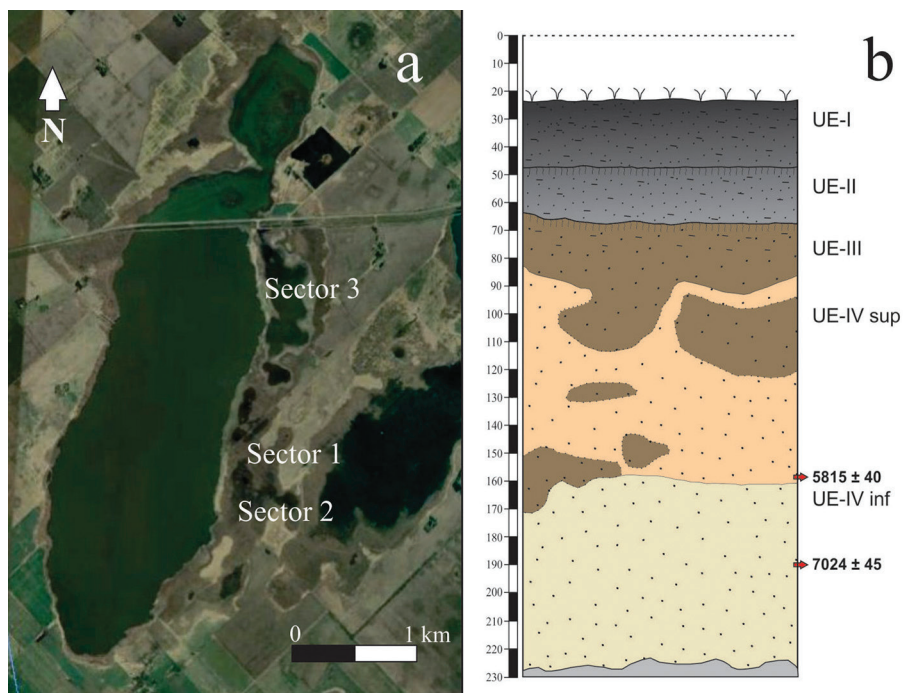 a
N
Sector 3
Sector 1
Sector 2
0 1 km
b
0
10
20
30
40
50
60
70
80
90
100
110
120
130
140
150
160
170
180
190
200
210
220
230
UE-I
UE-II
UE-III
UE-IV sup
5815 ± 40
UE-IV inf
7024 ± 45